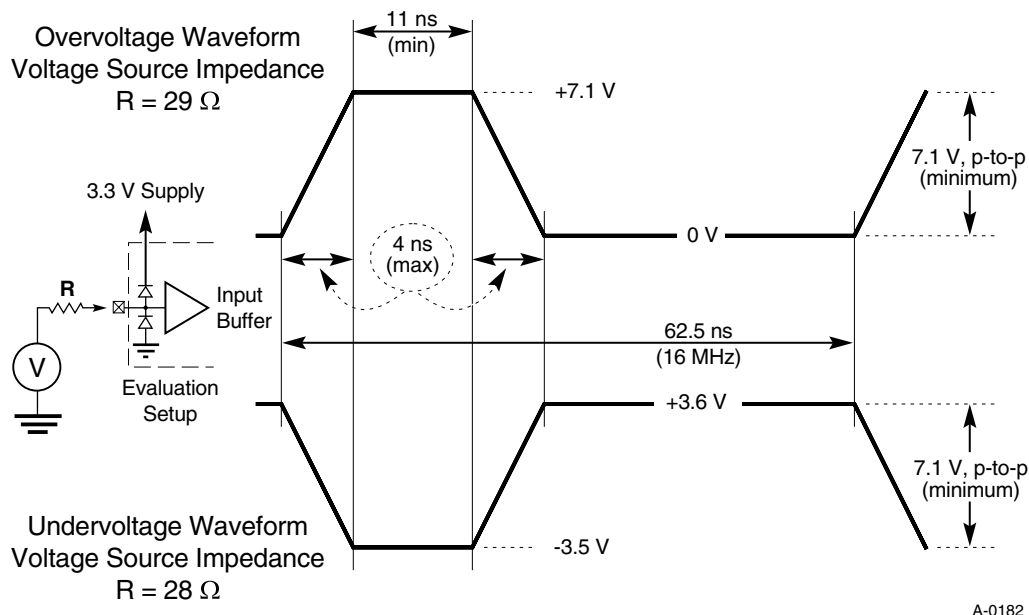 11 ns
(min)
Overvoltage Waveform
Voltage Source Impedance
R = 29 Ω
+7.1 V
7.1 V, p-to-p
(minimum)
3.3 V Supply
0 V
4 ns
(max)
R
Input
Buffer
V
62.5 ns
(16 MHz)
Evaluation
Setup
+3.6 V
7.1 V, p-to-p
(minimum)
Undervoltage Waveform
Voltage Source Impedance
R = 28 Ω
-3.5 V
A-0182